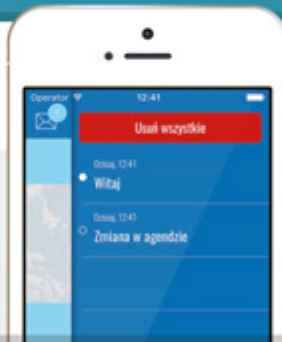 Operator 12:41
Usuń wszystkie
Dzisiaj, 12:41
Witaj
Dzisiaj, 12:41
Zmiana w agendzie